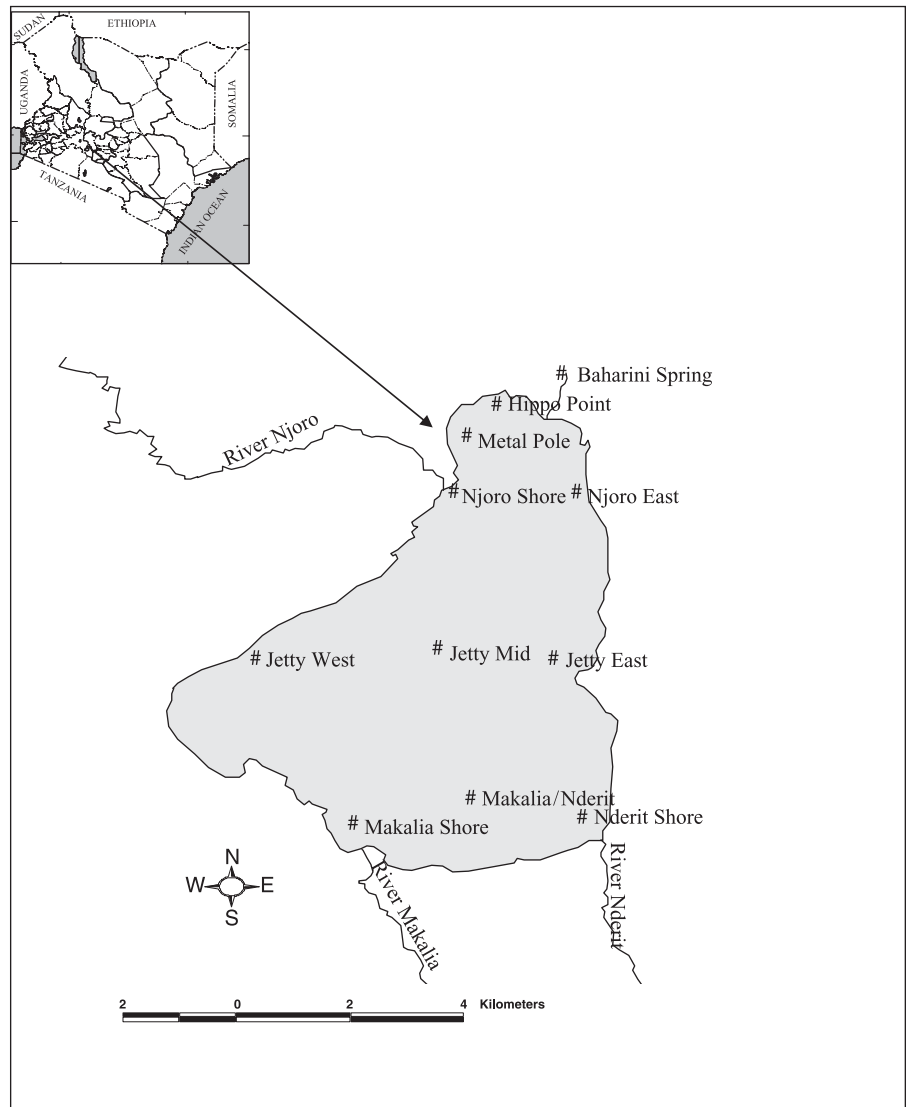 SUDAN
ETHIOPIA
UGANDA
SOMALIA
TANZANIA
INDIAN OCEAN
# Baharini Spring
# Hippo Point
# Metal Pole
River Njoro
# Njoro Shore
# Njoro East
# Jetty West
# Jetty Mid
# Jetty East
# Makalia/Nderit
# Makalia Shore
# Nderit Shore
River Makalia
River Nderit
N
W E
S
2 0 2 4 Kilometers